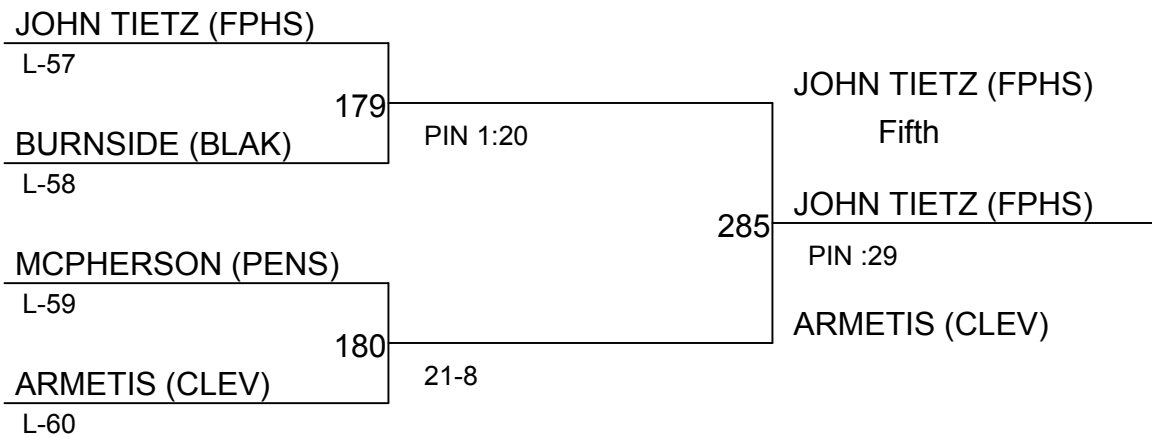 JOHN TIETZ (FPHS)
L-57
179
BURNSIDE (BLAK)
L-58
PIN 1:20
JOHN TIETZ (FPHS)
Fifth
285
JOHN TIETZ (FPHS)
PIN :29
MCPHERSON (PENS)
L-59
180
ARMETIS (CLEV)
L-60
21-8
ARMETIS (CLEV)